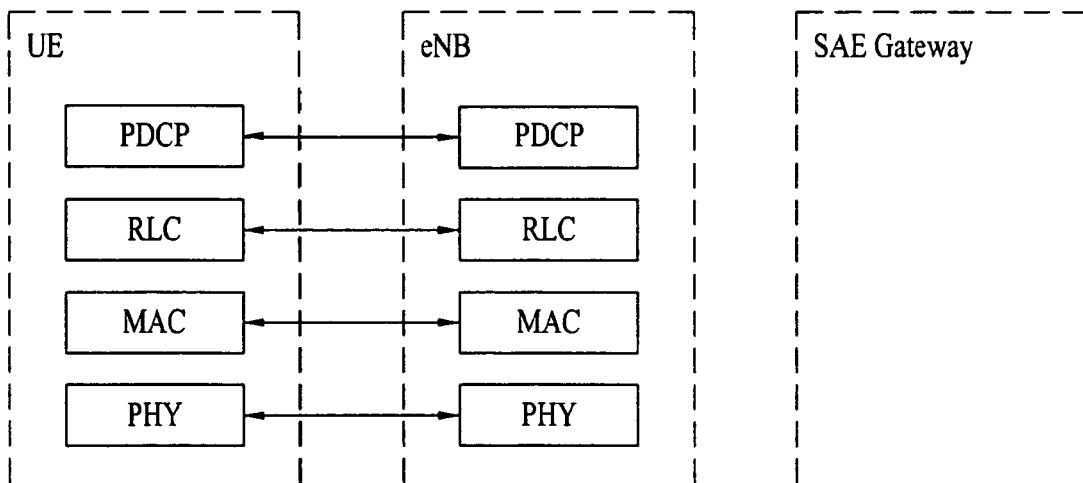 UE eNB SAE Gateway
PDCP PDCP
RLC RLC
MAC MAC
PHY PHY